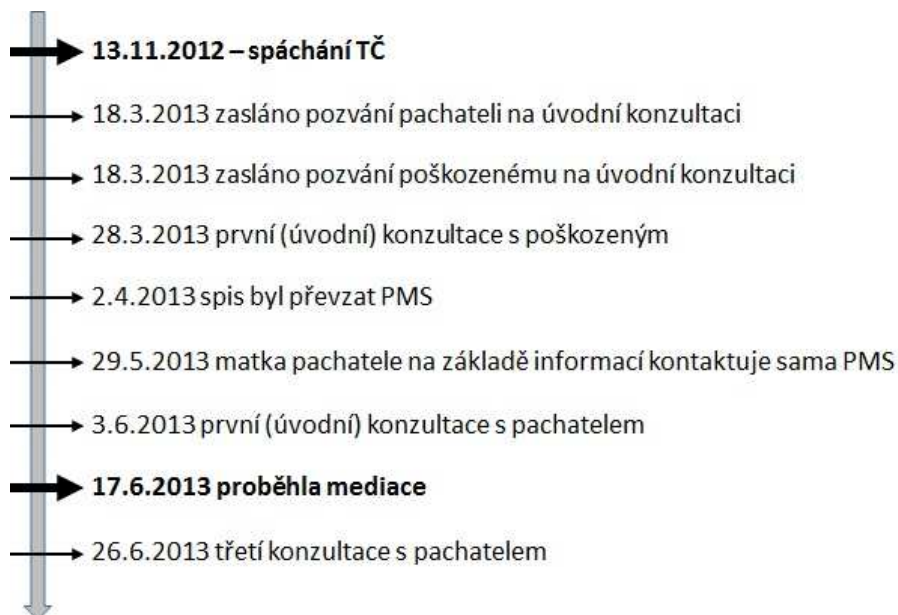 13.11.2012 – spáchání TČ
18.3.2013 zasláno pozvání pachateli na úvodní konzultaci
18.3.2013 zasláno pozvání poškozenému na úvodní konzultaci
28.3.2013 první (úvodní) konzultace s poškozeným
2.4.2013 spis byl převzat PMS
29.5.2013 matka pachatele na základě informací kontaktuje sama PMS
3.6.2013 první (úvodní) konzultace s pachatelem
17.6.2013 proběhla mediace
26.6.2013 třetí konzultace s pachatelem